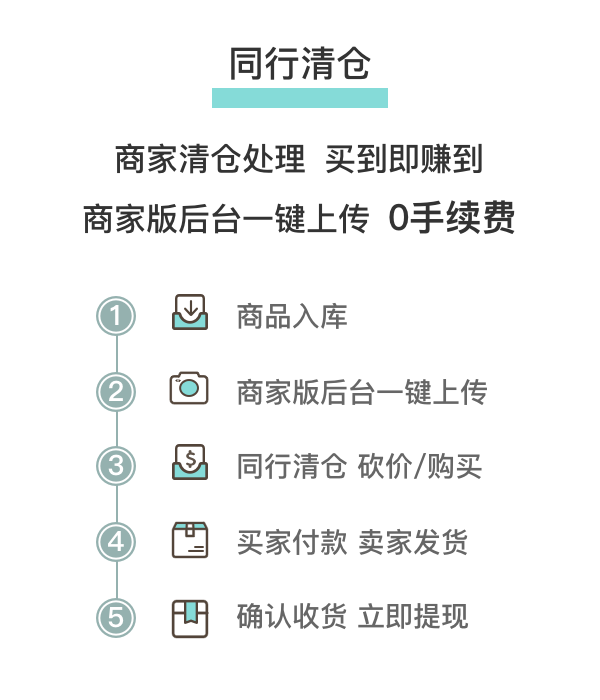 同行清仓
商家清仓处理 买到即赚到
商家版后台一键上传 0手续费
1 商品入库
2 商家版后台一键上传
3 $ 同行清仓 砍价/购买
4 买家付款 卖家发货
5 确认收货 立即提现